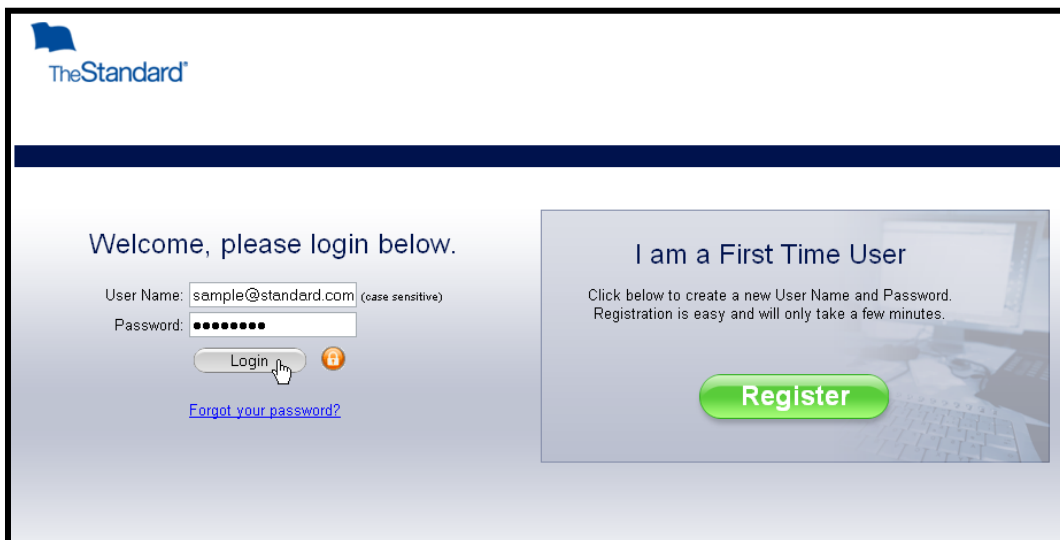 TheStandard®
Welcome, please login below.
User Name: sample@standard.com (case sensitive)
Password: ●●●●●●●●
Login
Forgot your password?
I am a First Time User
Click below to create a new User Name and Password.
Registration is easy and will only take a few minutes.
Register